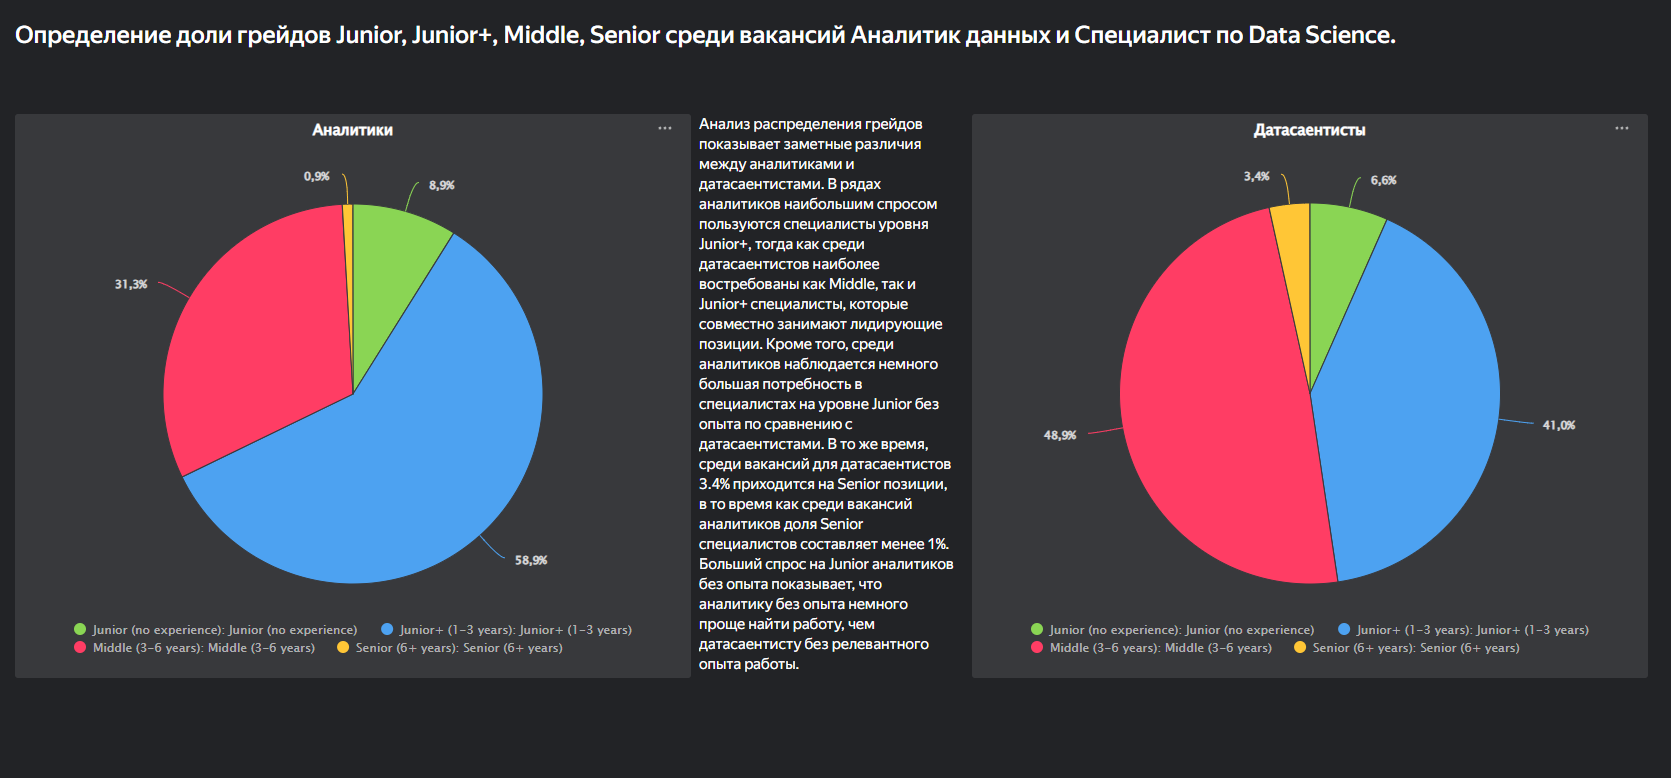 Определение доли грейдов Junior, Junior+, Middle, Senior среди вакансий Аналитик данных и Специалист по Data Science.
Аналитики
0,9%
8,9%
31,3%
58,9%
Junior (no experience): Junior (no experience)
Junior+ (1-3 years): Junior+ (1-3 years)
Middle (3-6 years): Middle (3-6 years)
Senior (6+ years): Senior (6+ years)
Анализ распределения грейдов
показывает заметные различия
между аналитиками и
датасаентистами. В рядах
аналитиков наибольшим спросом
пользуются специалисты уровня
Junior+, тогда как среди
датасаентистов наиболее
востребованы как Middle, так и
Junior+ специалисты, которые
совместно занимают лидирующие
позиции. Кроме того, среди
аналитиков наблюдается немного
большая потребность в
специалистах на уровне Junior без
опыта по сравнению с
датасаентистами. В то же время,
среди вакансий для датасаентистов
3.4% приходится на Senior позиции,
в то время как среди вакансий
аналитиков доля Senior
специалистов составляет менее 1%.
Больший спрос на Junior аналитиков
без опыта показывает, что
аналитику без опыта немного
проще найти работу, чем
датасаентисту без релевантного
опыта работы.
Датасаентисты
3,4%
6,6%
48,9%
41,0%
Junior (no experience): Junior (no experience)
Junior+ (1-3 years): Junior+ (1-3 years)
Middle (3-6 years): Middle (3-6 years)
Senior (6+ years): Senior (6+ years)